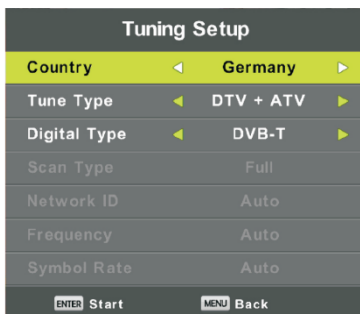 Tuning Setup
Country Germany
Tune Type DTV + ATV
Digital Type DVB-T
Scan Type Full
Network ID Auto
Frequency Auto
Symbol Rate Auto
ENTER Start MENU Back